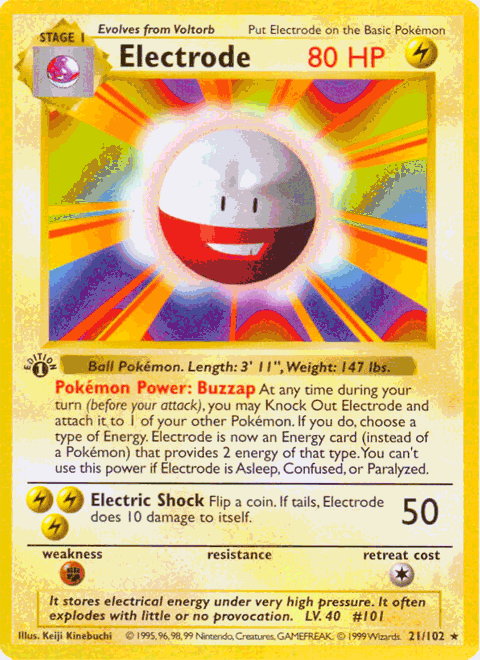 Evolves from Voltorb
Put Electrode on the Basic Pokémon
STAGE 1
Electrode
80 HP
EDITION
1
Ball Pokémon. Length: 3' 11", Weight: 147 lbs.
Pokémon Power: Buzzap At any time during your
turn (before your attack), you may Knock Out Electrode and
attach it to 1 of your other Pokémon. If you do, choose a
type of Energy. Electrode is now an Energy card (instead of
a Pokémon) that provides 2 energy of that type. You can't
use this power if Electrode is Asleep, Confused, or Paralyzed.
Electric Shock Flip a coin. If tails, Electrode
does 10 damage to itself.
50
weakness
resistance
retreat cost
It stores electrical energy under very high pressure. It often
explodes with little or no provocation. LV. 40 #101
Illus. Keiji Kinebuchi
© 1995, 96, 98, 99 Nintendo, Creatures, GAMEFREAK. © 1999 Wizards.
21/102 ★